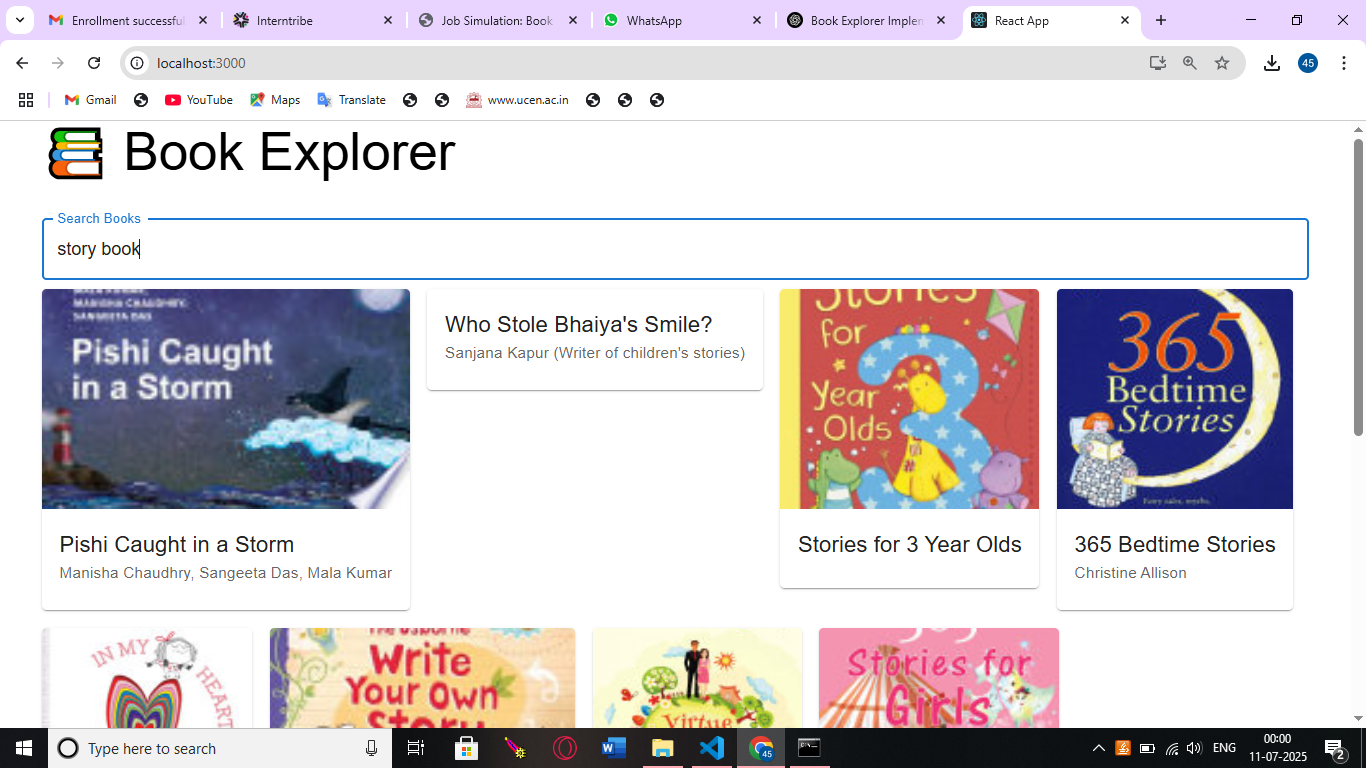 Enrollment successful
Interntribe
Job Simulation: Book
WhatsApp
Book Explorer Implem
React App
localhost:3000
45
Gmail
YouTube
Maps
Translate
www.ucen.ac.in
Book Explorer
Search Books
story book
MANISHA CHAUDHRY,
SANGEETA DAS
Pishi Caught
in a Storm
Pishi Caught in a Storm
Manisha Chaudhry, Sangeeta Das, Mala Kumar
Who Stole Bhaiya's Smile?
Sanjana Kapur (Writer of children's stories)
Stories
for
3
Year
Olds
Stories for 3 Year Olds
365
Bedtime
Stories
365 Bedtime Stories
Christine Allison
IN MY HEART
THE USBORNE
Write
Your Own
Story
Virtue
365
Stories for
Girls
Type here to search
45
ENG
00:00
11-07-2025
2